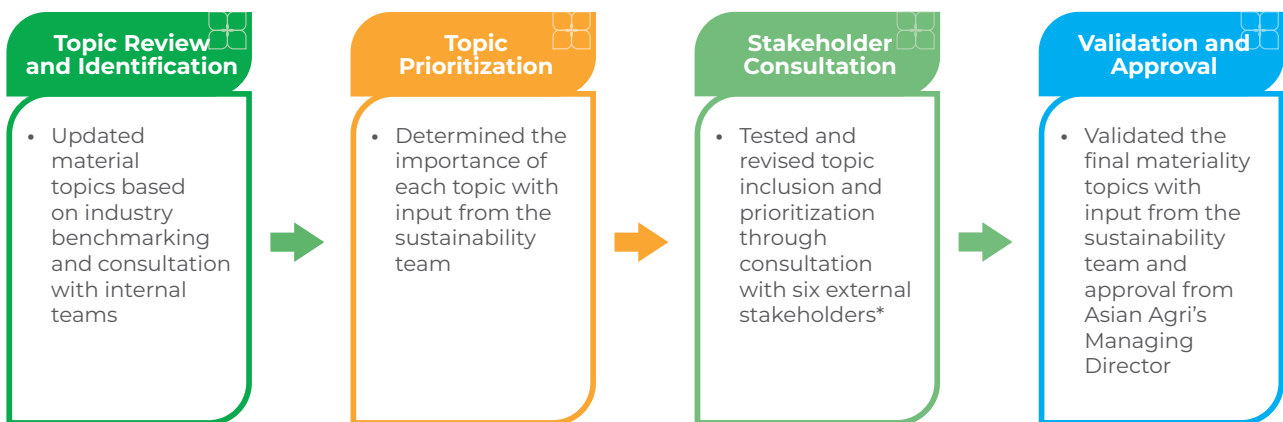 Topic Review
and Identification
• Updated
material
topics based
on industry
benchmarking
and consultation
with internal
teams
Topic
Prioritization
• Determined the
importance of
each topic with
input from the
sustainability
team
Stakeholder
Consultation
• Tested and
revised topic
inclusion and
prioritization
through
consultation
with six external
stakeholders*
Validation and
Approval
• Validated the
final materiality
topics with
input from the
sustainability
team and
approval from
Asian Agri’s
Managing
Director